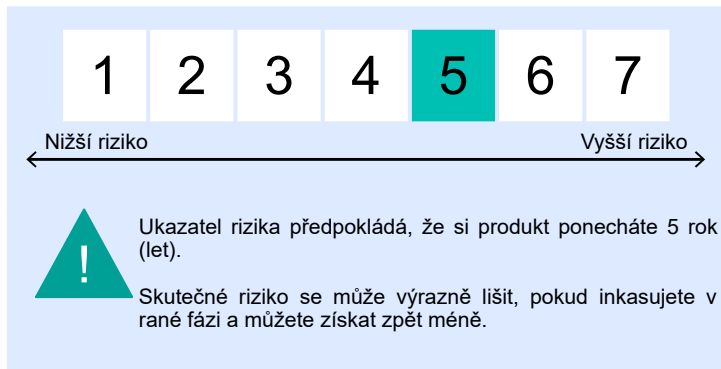 1 2 3 4 5 6 7
Nižší riziko Vyšší riziko
! Ukazatel rizika předpokládá, že si produkt ponecháte 5 rok
(let).
Skutečné riziko se může výrazně lišit, pokud inkasujete v
rané fázi a můžete získat zpět méně.